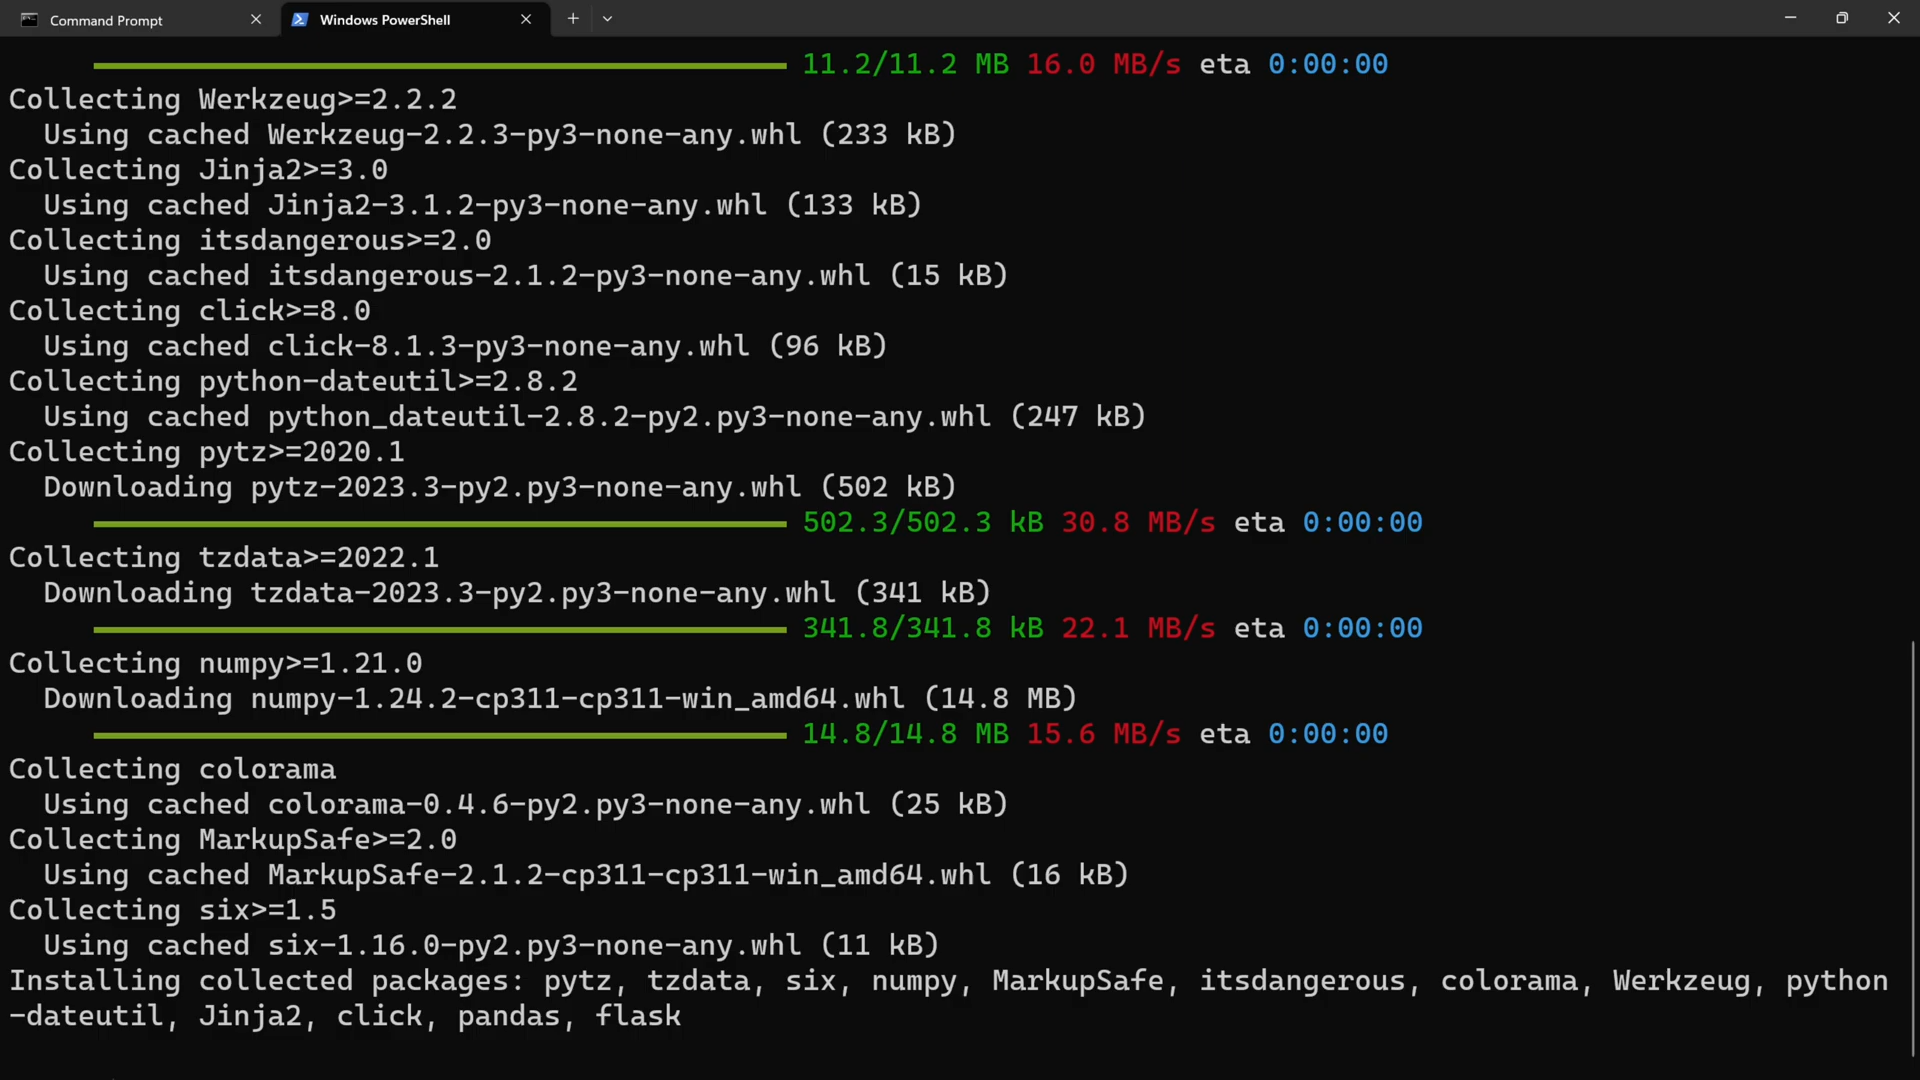 Command Prompt
Windows PowerShell
11.2/11.2 MB 16.0 MB/s eta 0:00:00
Collecting Werkzeug>=2.2.2
Using cached Werkzeug-2.2.3-py3-none-any.whl (233 kB)
Collecting Jinja2>=3.0
Using cached Jinja2-3.1.2-py3-none-any.whl (133 kB)
Collecting itsdangerous>=2.0
Using cached itsdangerous-2.1.2-py3-none-any.whl (15 kB)
Collecting click>=8.0
Using cached click-8.1.3-py3-none-any.whl (96 kB)
Collecting python-dateutil>=2.8.2
Using cached python_dateutil-2.8.2-py2.py3-none-any.whl (247 kB)
Collecting pytz>=2020.1
Downloading pytz-2023.3-py2.py3-none-any.whl (502 kB)
502.3/502.3 kB 30.8 MB/s eta 0:00:00
Collecting tzdata>=2022.1
Downloading tzdata-2023.3-py2.py3-none-any.whl (341 kB)
341.8/341.8 kB 22.1 MB/s eta 0:00:00
Collecting numpy>=1.21.0
Downloading numpy-1.24.2-cp311-cp311-win_amd64.whl (14.8 MB)
14.8/14.8 MB 15.6 MB/s eta 0:00:00
Collecting colorama
Using cached colorama-0.4.6-py2.py3-none-any.whl (25 kB)
Collecting MarkupSafe>=2.0
Using cached MarkupSafe-2.1.2-cp311-cp311-win_amd64.whl (16 kB)
Collecting six>=1.5
Using cached six-1.16.0-py2.py3-none-any.whl (11 kB)
Installing collected packages: pytz, tzdata, six, numpy, MarkupSafe, itsdangerous, colorama, Werkzeug, python
-dateutil, Jinja2, click, pandas, flask